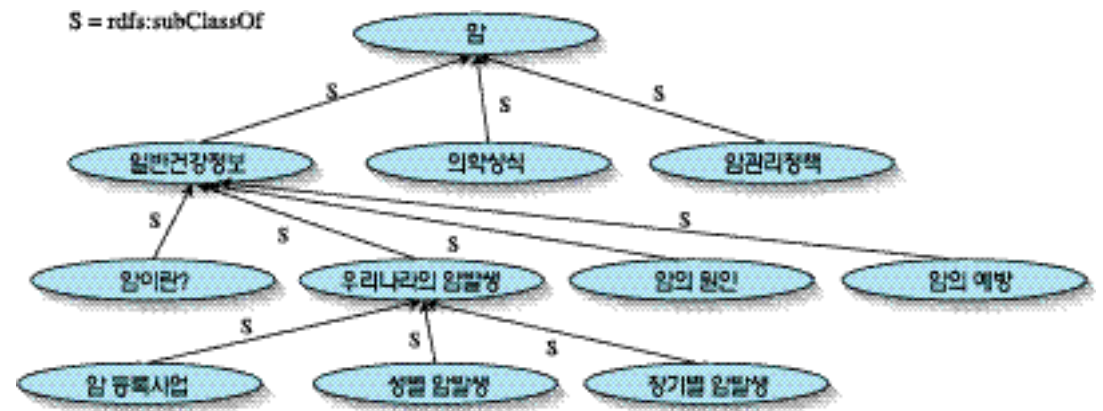 S = rdfs:subClassOf
암
S
S
S
일반건강정보
의학상식
암관리정책
S
S
S
S
암이란?
우리나라의 암발생
암의 원인
암의 예방
S
S
S
암 등록사업
성별 암발생
장기별 암발생